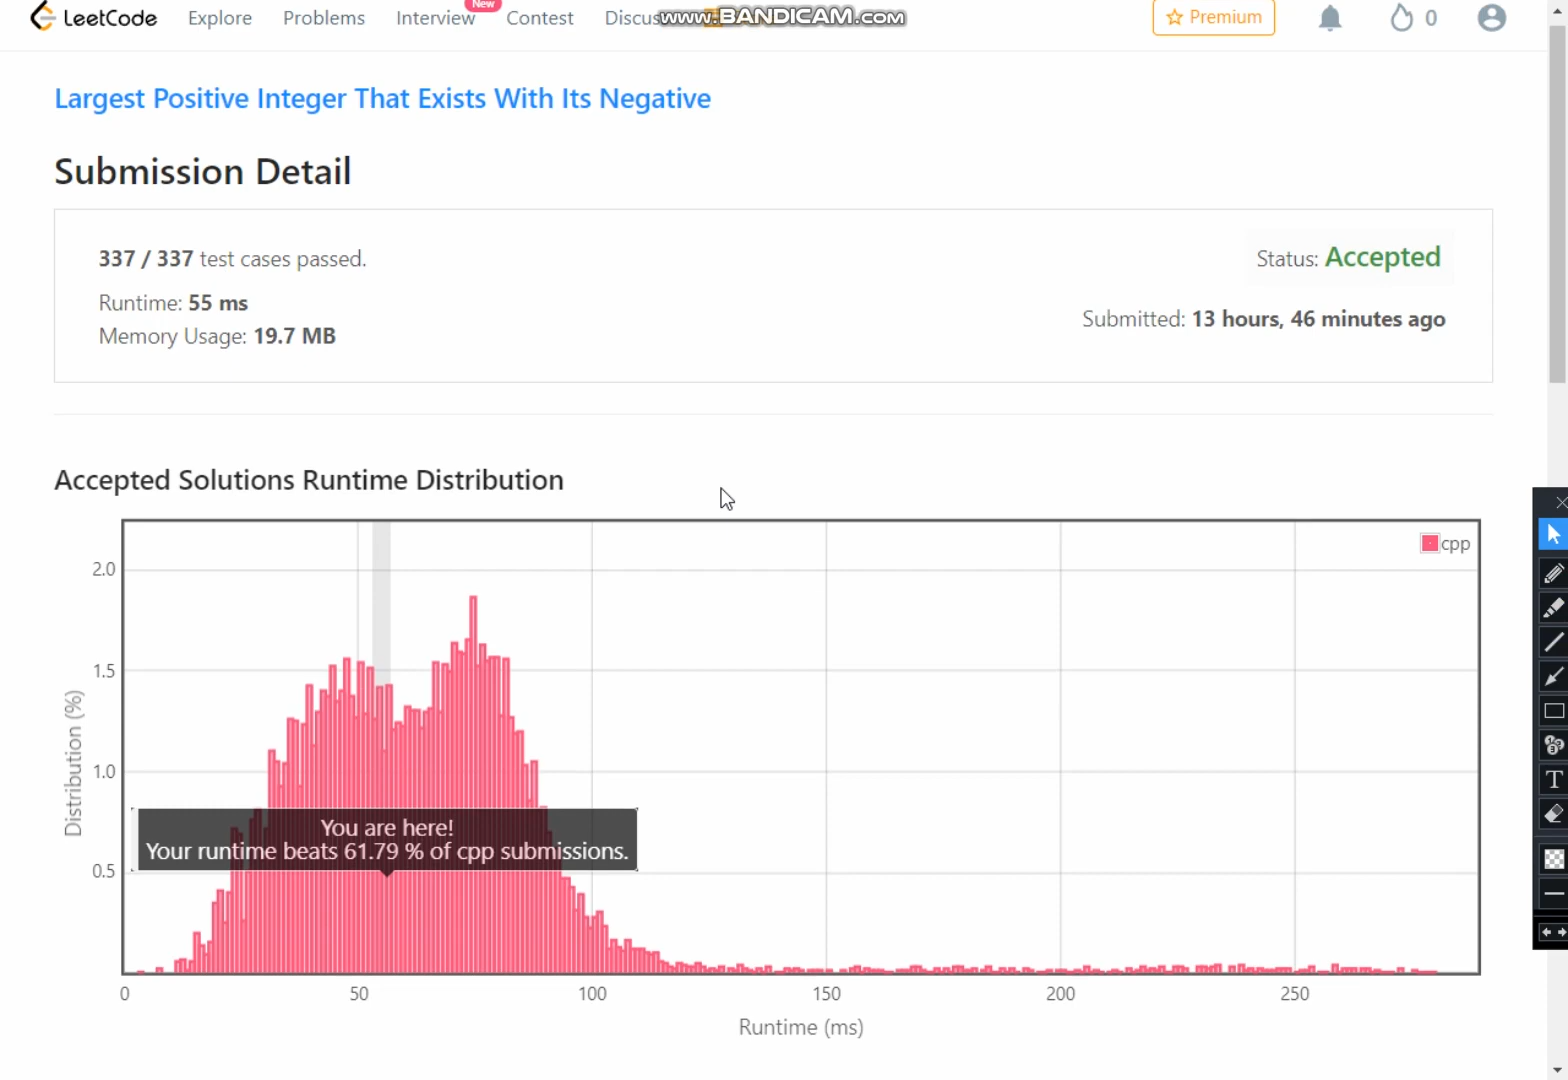 LeetCode Explore Problems Interview New Contest Discuss www.BANDICAM.com Premium 0
Largest Positive Integer That Exists With Its Negative
Submission Detail
337 / 337 test cases passed.
Status: Accepted
Runtime: 55 ms
Submitted: 13 hours, 46 minutes ago
Memory Usage: 19.7 MB
Accepted Solutions Runtime Distribution
cpp
2.0
1.5
1.0
0.5
Distribution (%)
You are here!
Your runtime beats 61.79 % of cpp submissions.
T
0 50 100 150 200 250
Runtime (ms)